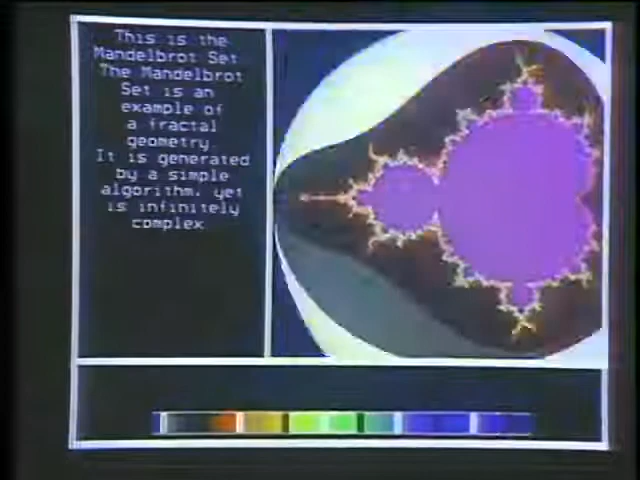 This is the
Mandelbrot Set
The Mandelbrot
Set is an
example of
a fractal
geometry
It is generated
by a simple
algorithm, yet
is infinitely
complex